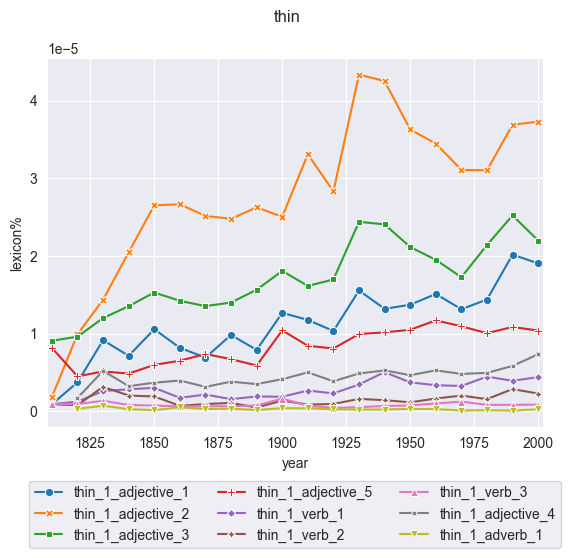 thin
1e−5
4
3
2
1
0
lexicon%
1825 1850 1875 1900 1925 1950 1975 2000
year
thin_1_adjective_1 thin_1_adjective_5 thin_1_verb_3
thin_1_adjective_2 thin_1_verb_1 thin_1_adjective_4
thin_1_adjective_3 thin_1_verb_2 thin_1_adverb_1